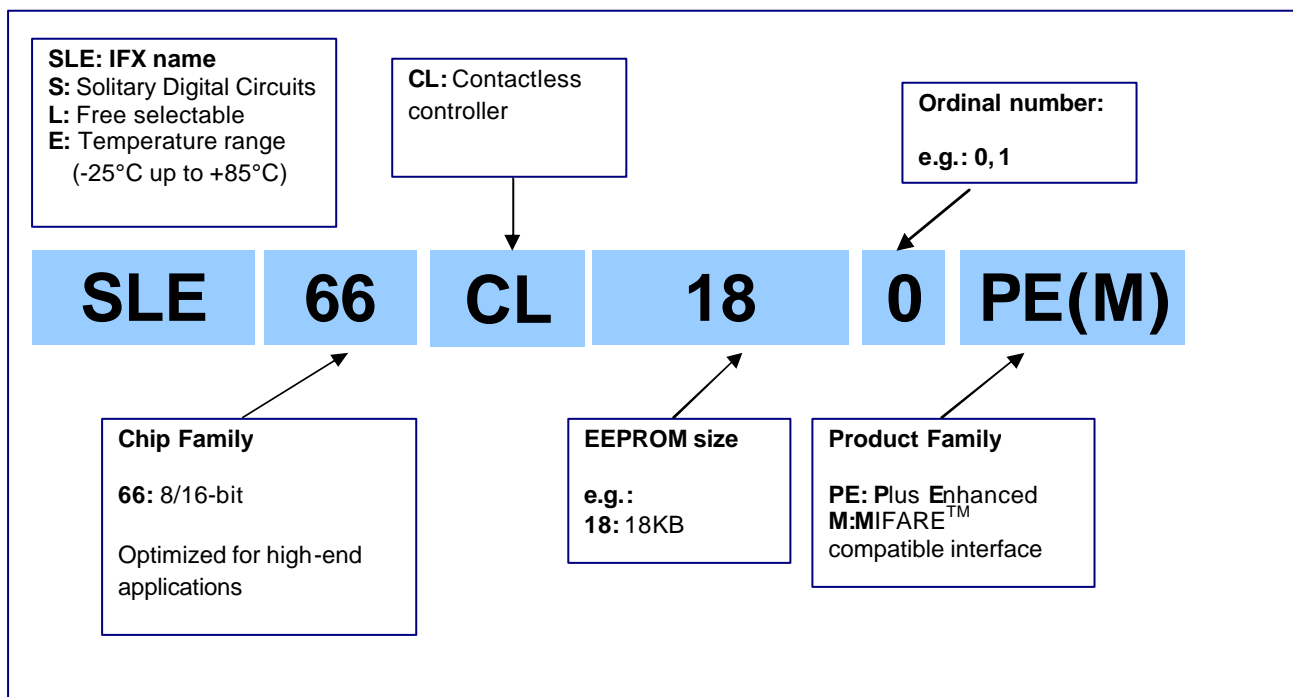 SLE: IFX name
S: Solitary Digital Circuits
L: Free selectable
E: Temperature range
(-25°C up to +85°C)
CL: Contactless
controller
Ordinal number:
e.g.: 0, 1
SLE 66 CL 18 0 PE(M)
Chip Family
66: 8/16-bit
Optimized for high-end
applications
EEPROM size
e.g.:
18: 18KB
Product Family
PE: Plus Enhanced
M:MIFARE™
compatible interface